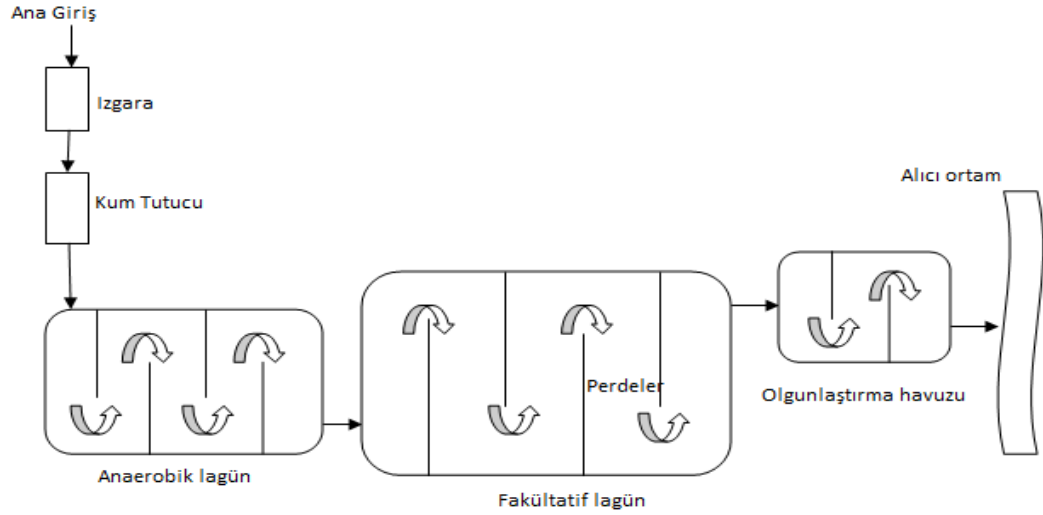 Ana Giriş
Izgara
Kum Tutucu
Alıcı ortam
Perdeler
Olgunlaştırma havuzu
Anaerobik lagün
Fakültatif lagün